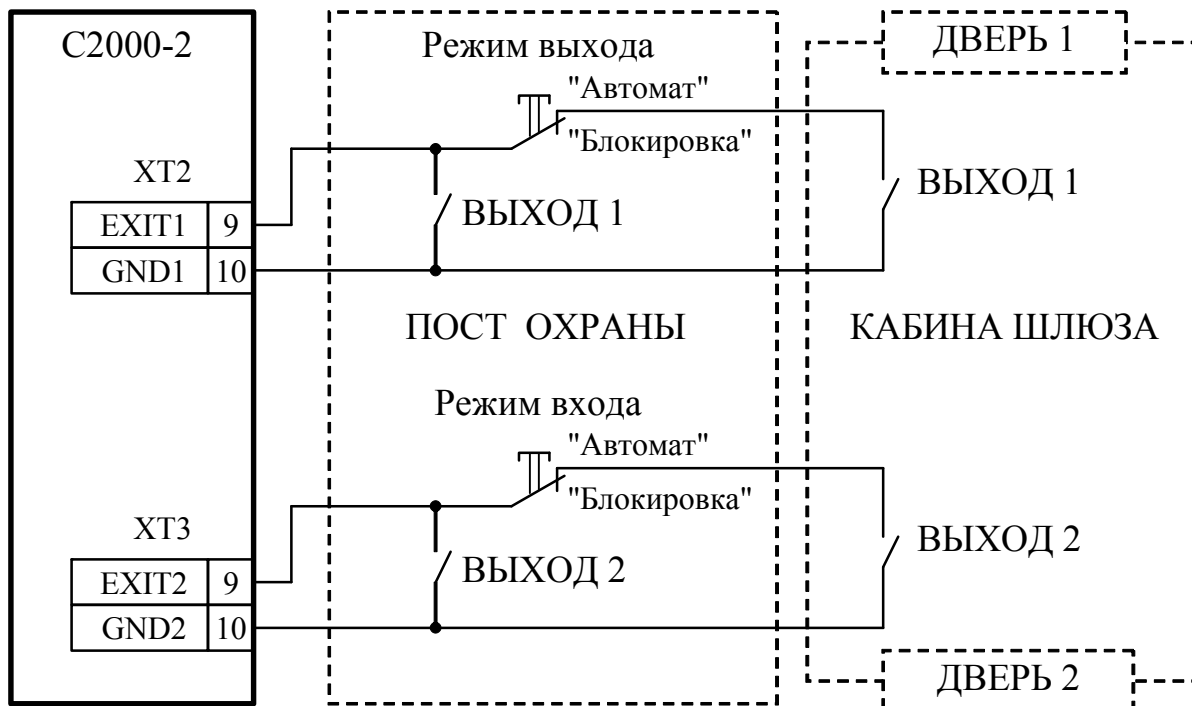 С2000-2
Режим выхода
ДВЕРЬ 1
"Автомат"
"Блокировка"
XT2
ВЫХОД 1
ВЫХОД 1
EXIT1 9
GND1 10
ПОСТ ОХРАНЫ
КАБИНА ШЛЮЗА
Режим входа
"Автомат"
"Блокировка"
XT3
ВЫХОД 2
ВЫХОД 2
EXIT2 9
GND2 10
ДВЕРЬ 2